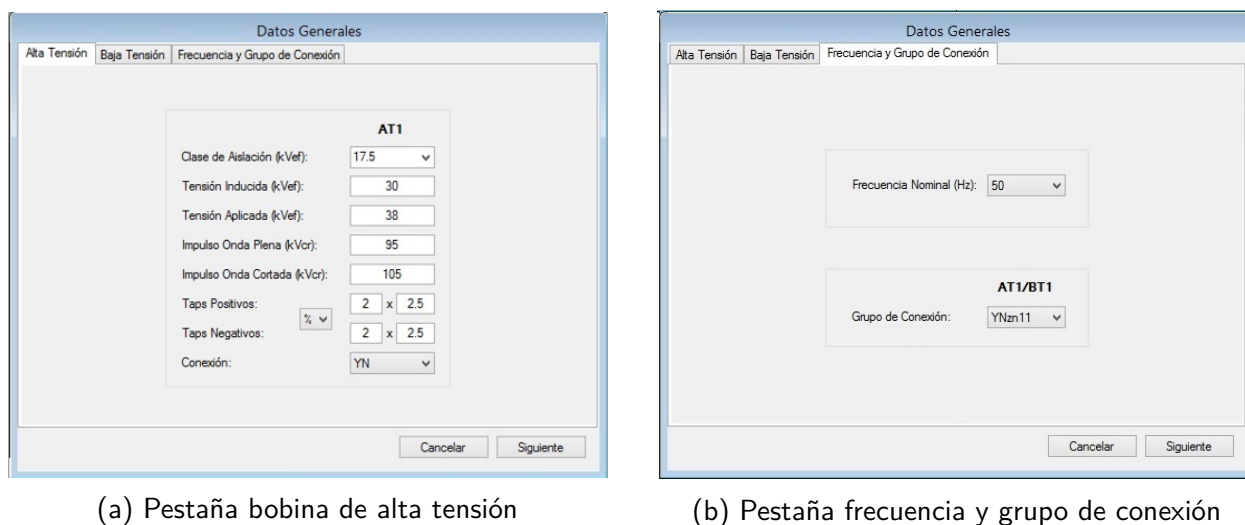 Datos Generales
Alta Tensión Baja Tensión Frecuencia y Grupo de Conexión
AT1
Clase de Aislación (kVef): 17.5
Tensión Inducida (kVef): 30
Tensión Aplicada (kVef): 38
Impulso Onda Plena (kVcr): 95
Impulso Onda Cortada (kVcr): 105
Taps Positivos: 2 x 2.5
%
Taps Negativos: 2 x 2.5
Conexión: YN
Cancelar Siguiente
(a) Pestaña bobina de alta tensión
Datos Generales
Alta Tensión Baja Tensión Frecuencia y Grupo de Conexión
Frecuencia Nominal (Hz): 50
AT1/BT1
Grupo de Conexión: YNzn11
Cancelar Siguiente
(b) Pestaña frecuencia y grupo de conexión